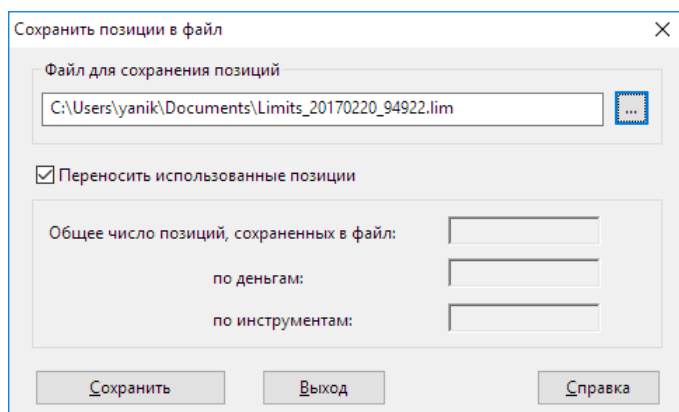 Сохранить позиции в файл
Файл для сохранения позиций
C:\Users\yanik\Documents\Limits_20170220_94922.lim
...
Переносить использованные позиции
Общее число позиций, сохраненных в файл:
по деньгам:
по инструментам:
Сохранить Выход Справка